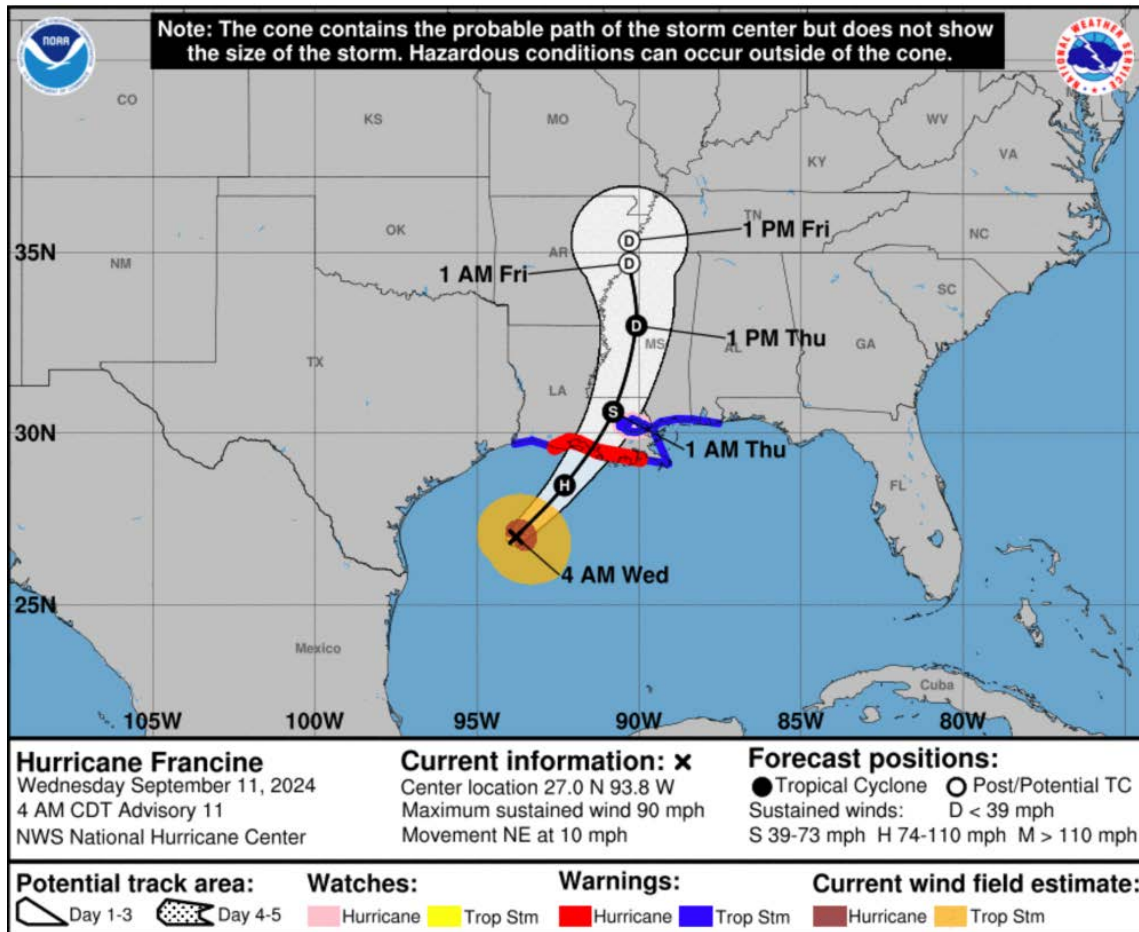 Note: The cone contains the probable path of the storm center but does not show
the size of the storm. Hazardous conditions can occur outside of the cone.
NOAA
NATIONAL WEATHER SERVICE
CO
KS
MO
WV
VA
KY
OK
TN
1 PM Fri
35N
NM
AR
NC
1 AM Fri
SC
1 PM Thu
MS
AL
GA
TX
LA
30N
1 AM Thu
FL
4 AM Wed
25N
Mexico
Cuba
105W
100W
95W
90W
85W
80W
D
D
D
S
H
Hurricane Francine
Wednesday September 11, 2024
4 AM CDT Advisory 11
NWS National Hurricane Center
Current information: x
Center location 27.0 N 93.8 W
Maximum sustained wind 90 mph
Movement NE at 10 mph
Forecast positions:
Tropical Cyclone Post/Potential TC
Sustained winds: D < 39 mph
S 39-73 mph H 74-110 mph M > 110 mph
Potential track area:
Day 1-3 Day 4-5
Watches:
Hurricane Trop Stm
Warnings:
Hurricane Trop Stm
Current wind field estimate:
Hurricane Trop Stm